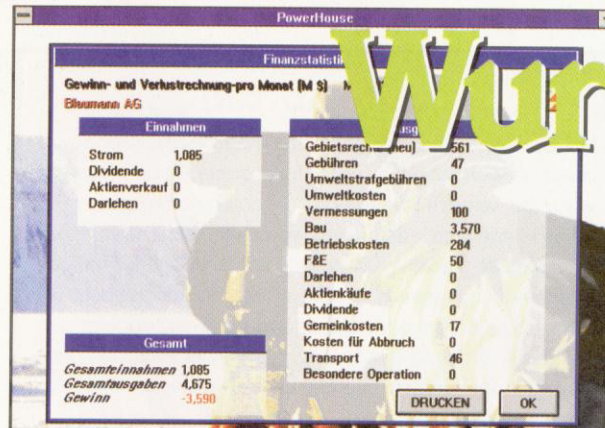 PowerHouse
Finanzstatistik
Wur
Gewinn- und Verlustrechnung-pro Monat (M $) M
Blaumann AG
Einnahmen
Strom 1,085
Dividende 0
Aktienverkauf 0
Darlehen 0
Gebietsrechte (neu) 561
Gebühren 47
Umweltstrafgebühren 0
Umweltkosten 0
Vermessungen 100
Bau 3,570
Betriebskosten 284
F&E 50
Darlehen 0
Aktienkäufe 0
Dividende 0
Gemeinkosten 17
Kosten für Abbruch 0
Transport 46
Besondere Operation 0
Gesamt
Gesamteinnahmen 1,085
Gesamtausgaben 4,675
Gewinn -3,590
DRUCKEN OK